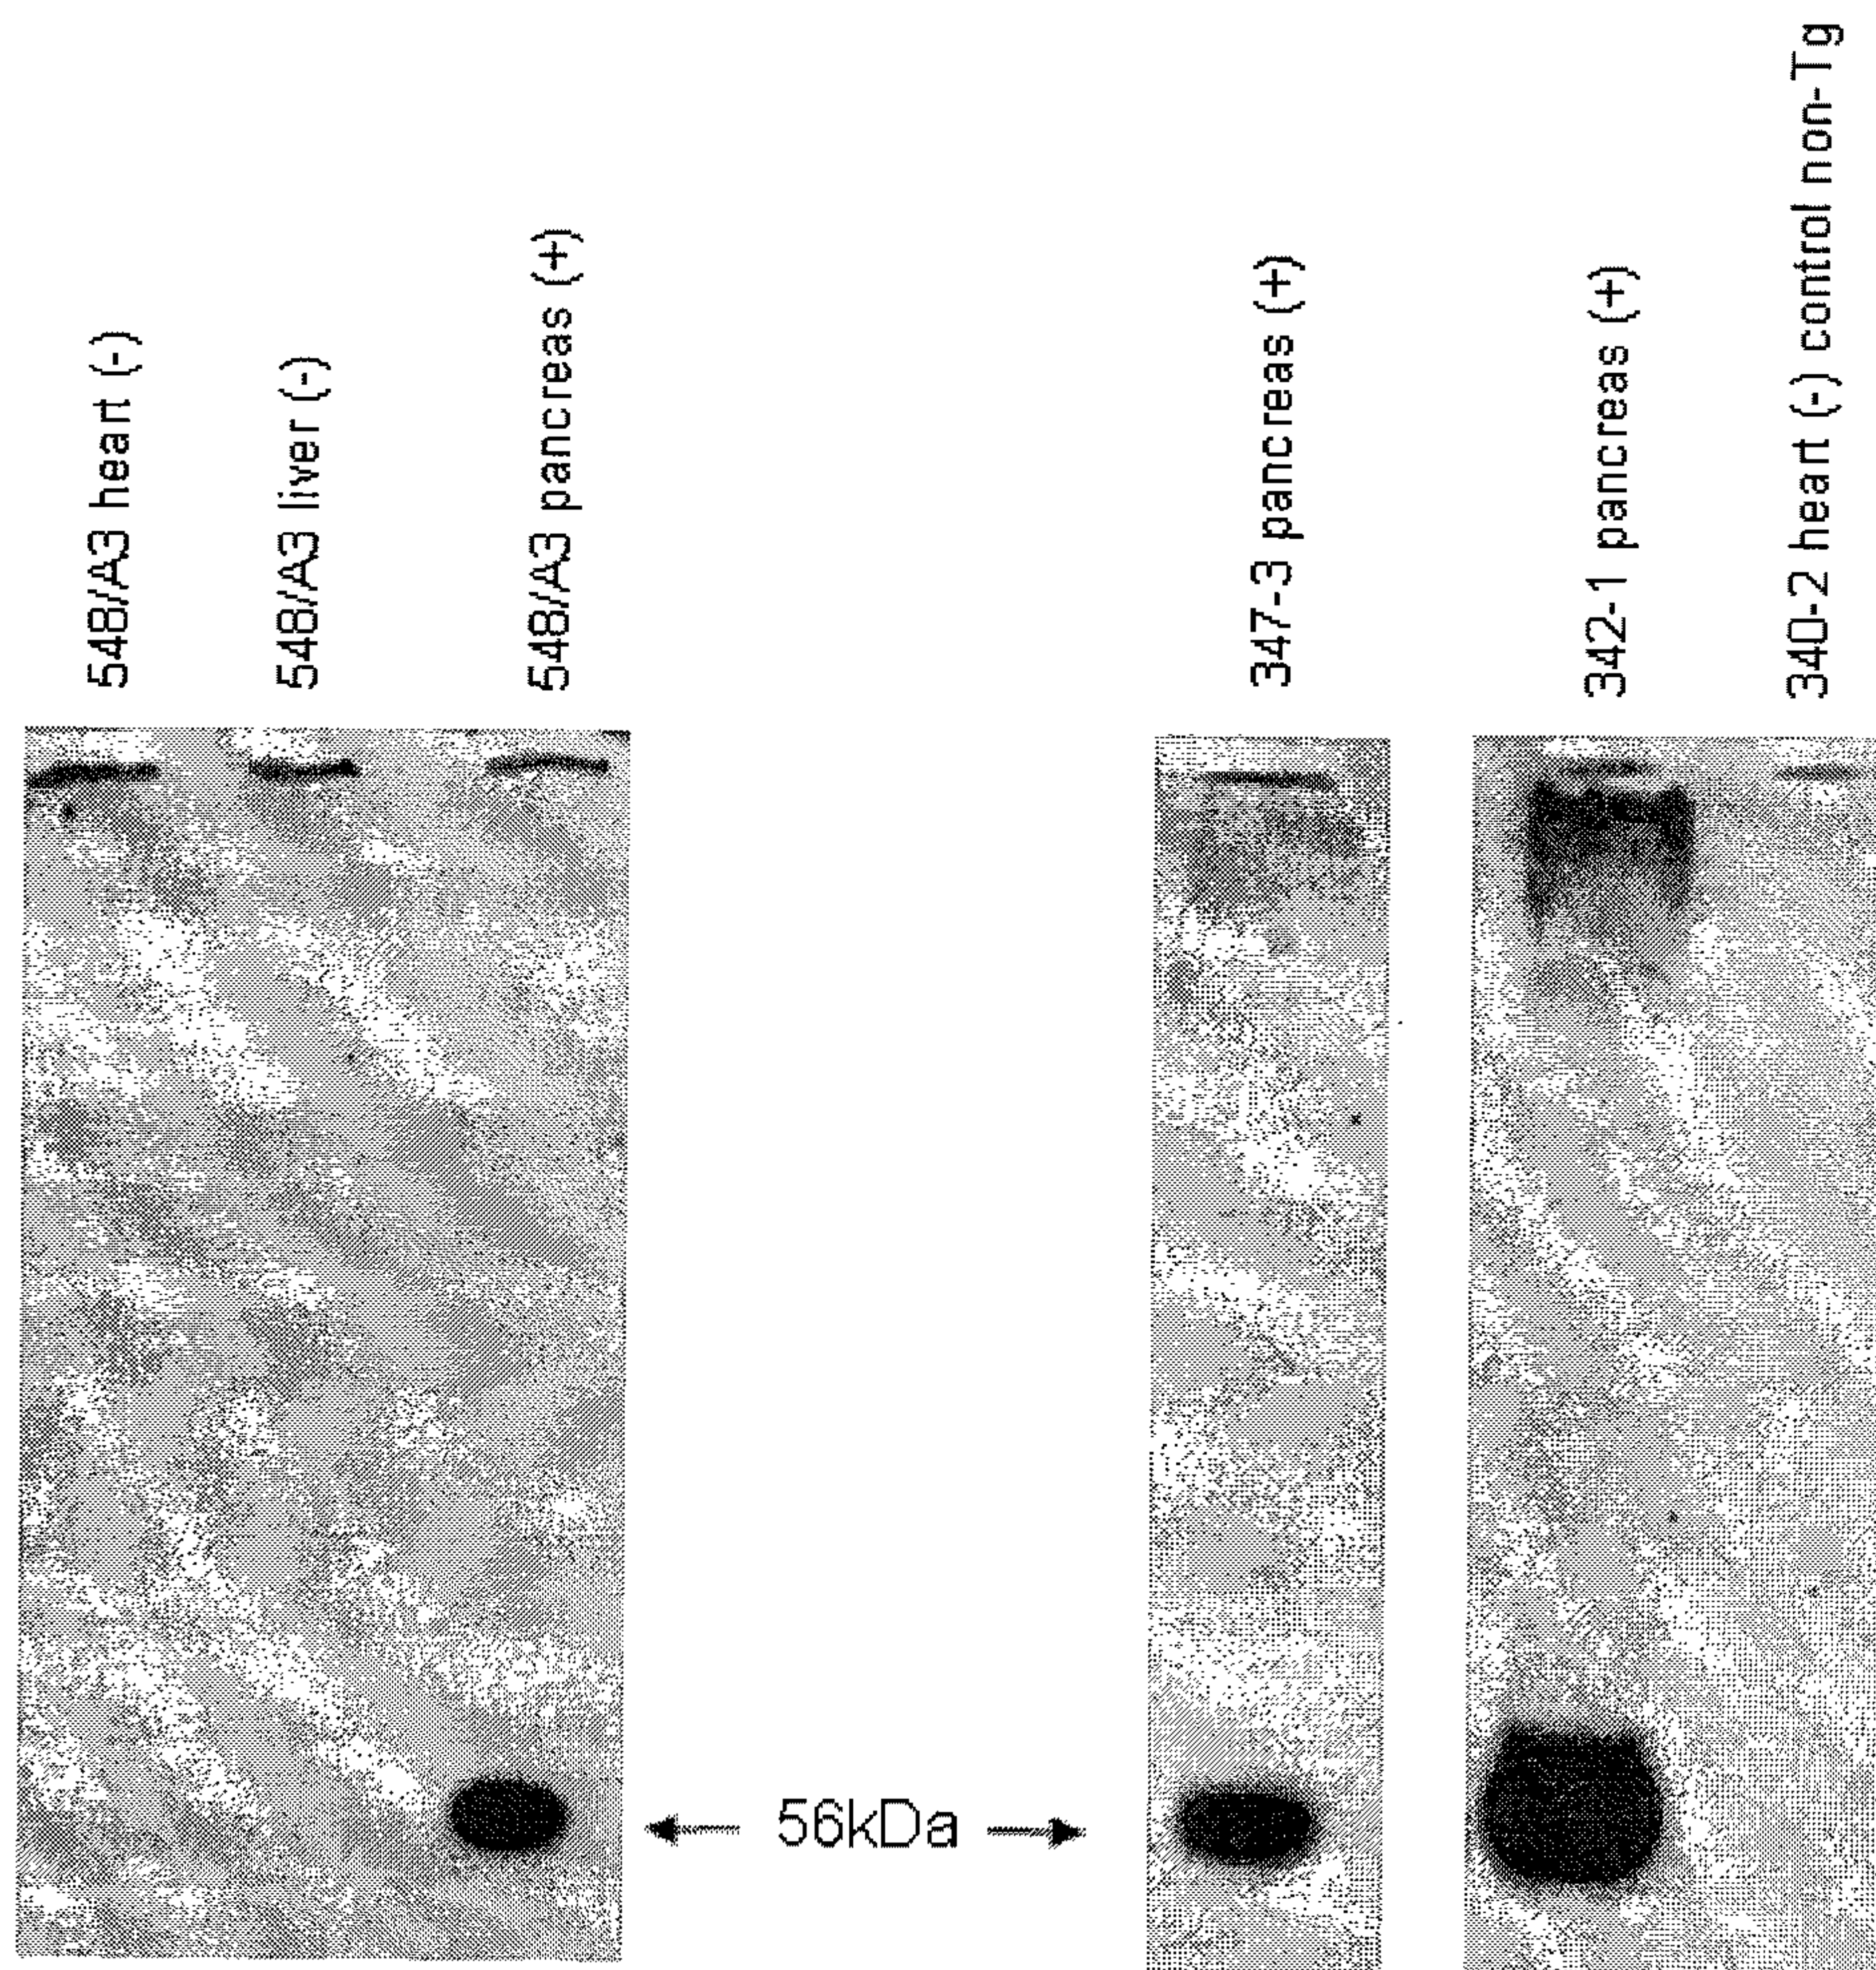 548/A3 heart (-)
548/A3 liver (-)
548/A3 pancreas (+)
347-3 pancreas (+)
342-1 pancreas (+)
340-2 heart (-) control non-Tg
56kDa